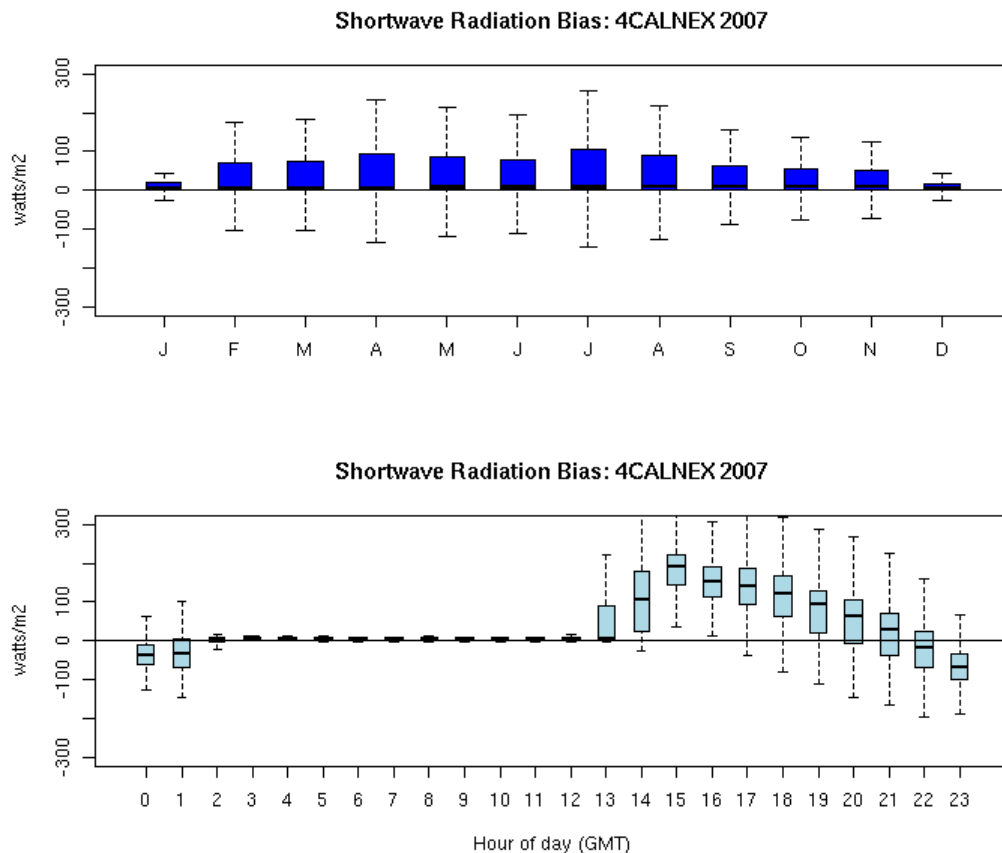 Shortwave Radiation Bias: 4CALNEX 2007
300
100
0
-100
-300
watts/m2
J F M A M J J A S O N D
Shortwave Radiation Bias: 4CALNEX 2007
300
100
0
-100
-300
watts/m2
0 1 2 3 4 5 6 7 8 9 10 11 12 13 14 15 16 17 18 19 20 21 22 23
Hour of day (GMT)